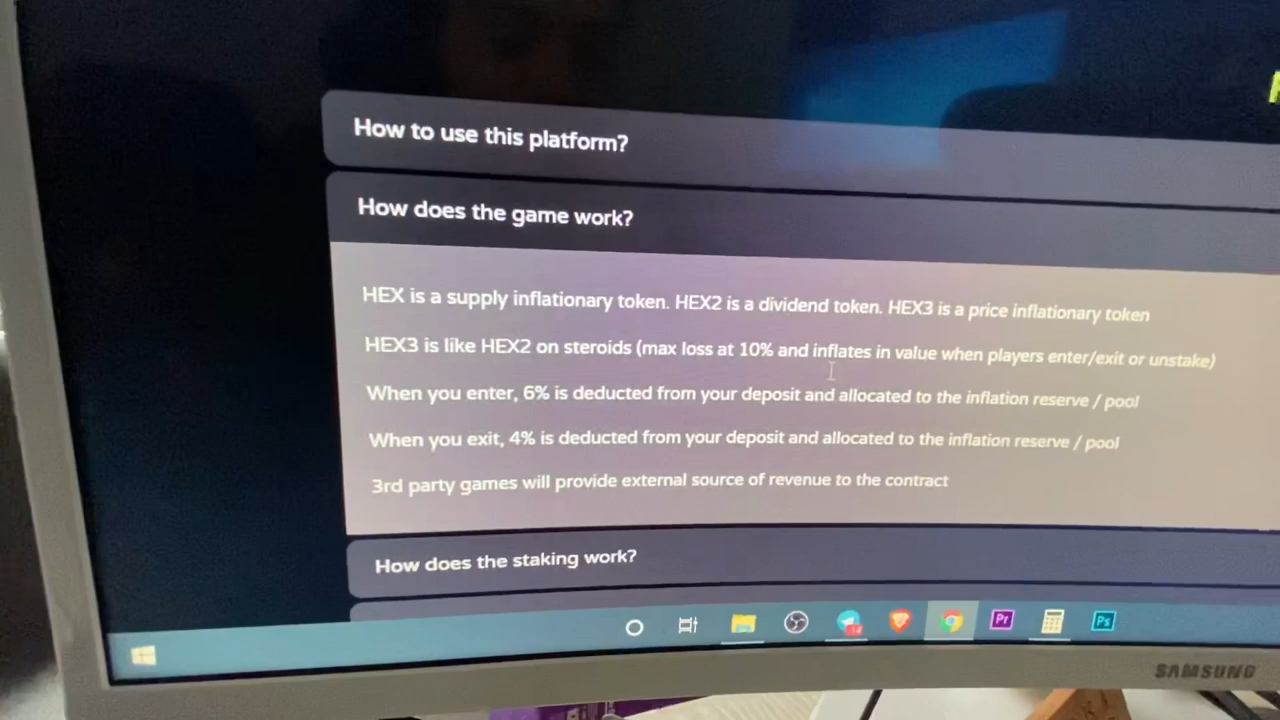 How to use this platform?
How does the game work?
HEX is a supply inflationary token. HEX2 is a dividend token. HEX3 is a price inflationary token
HEX3 is like HEX2 on steroids (max loss at 10% and inflates in value when players enter/exit or unstake)
When you enter, 6% is deducted from your deposit and allocated to the inflation reserve / pool
When you exit, 4% is deducted from your deposit and allocated to the inflation reserve / pool
3rd party games will provide external source of revenue to the contract
How does the staking work?
Pr
Ps
SAMSUNG